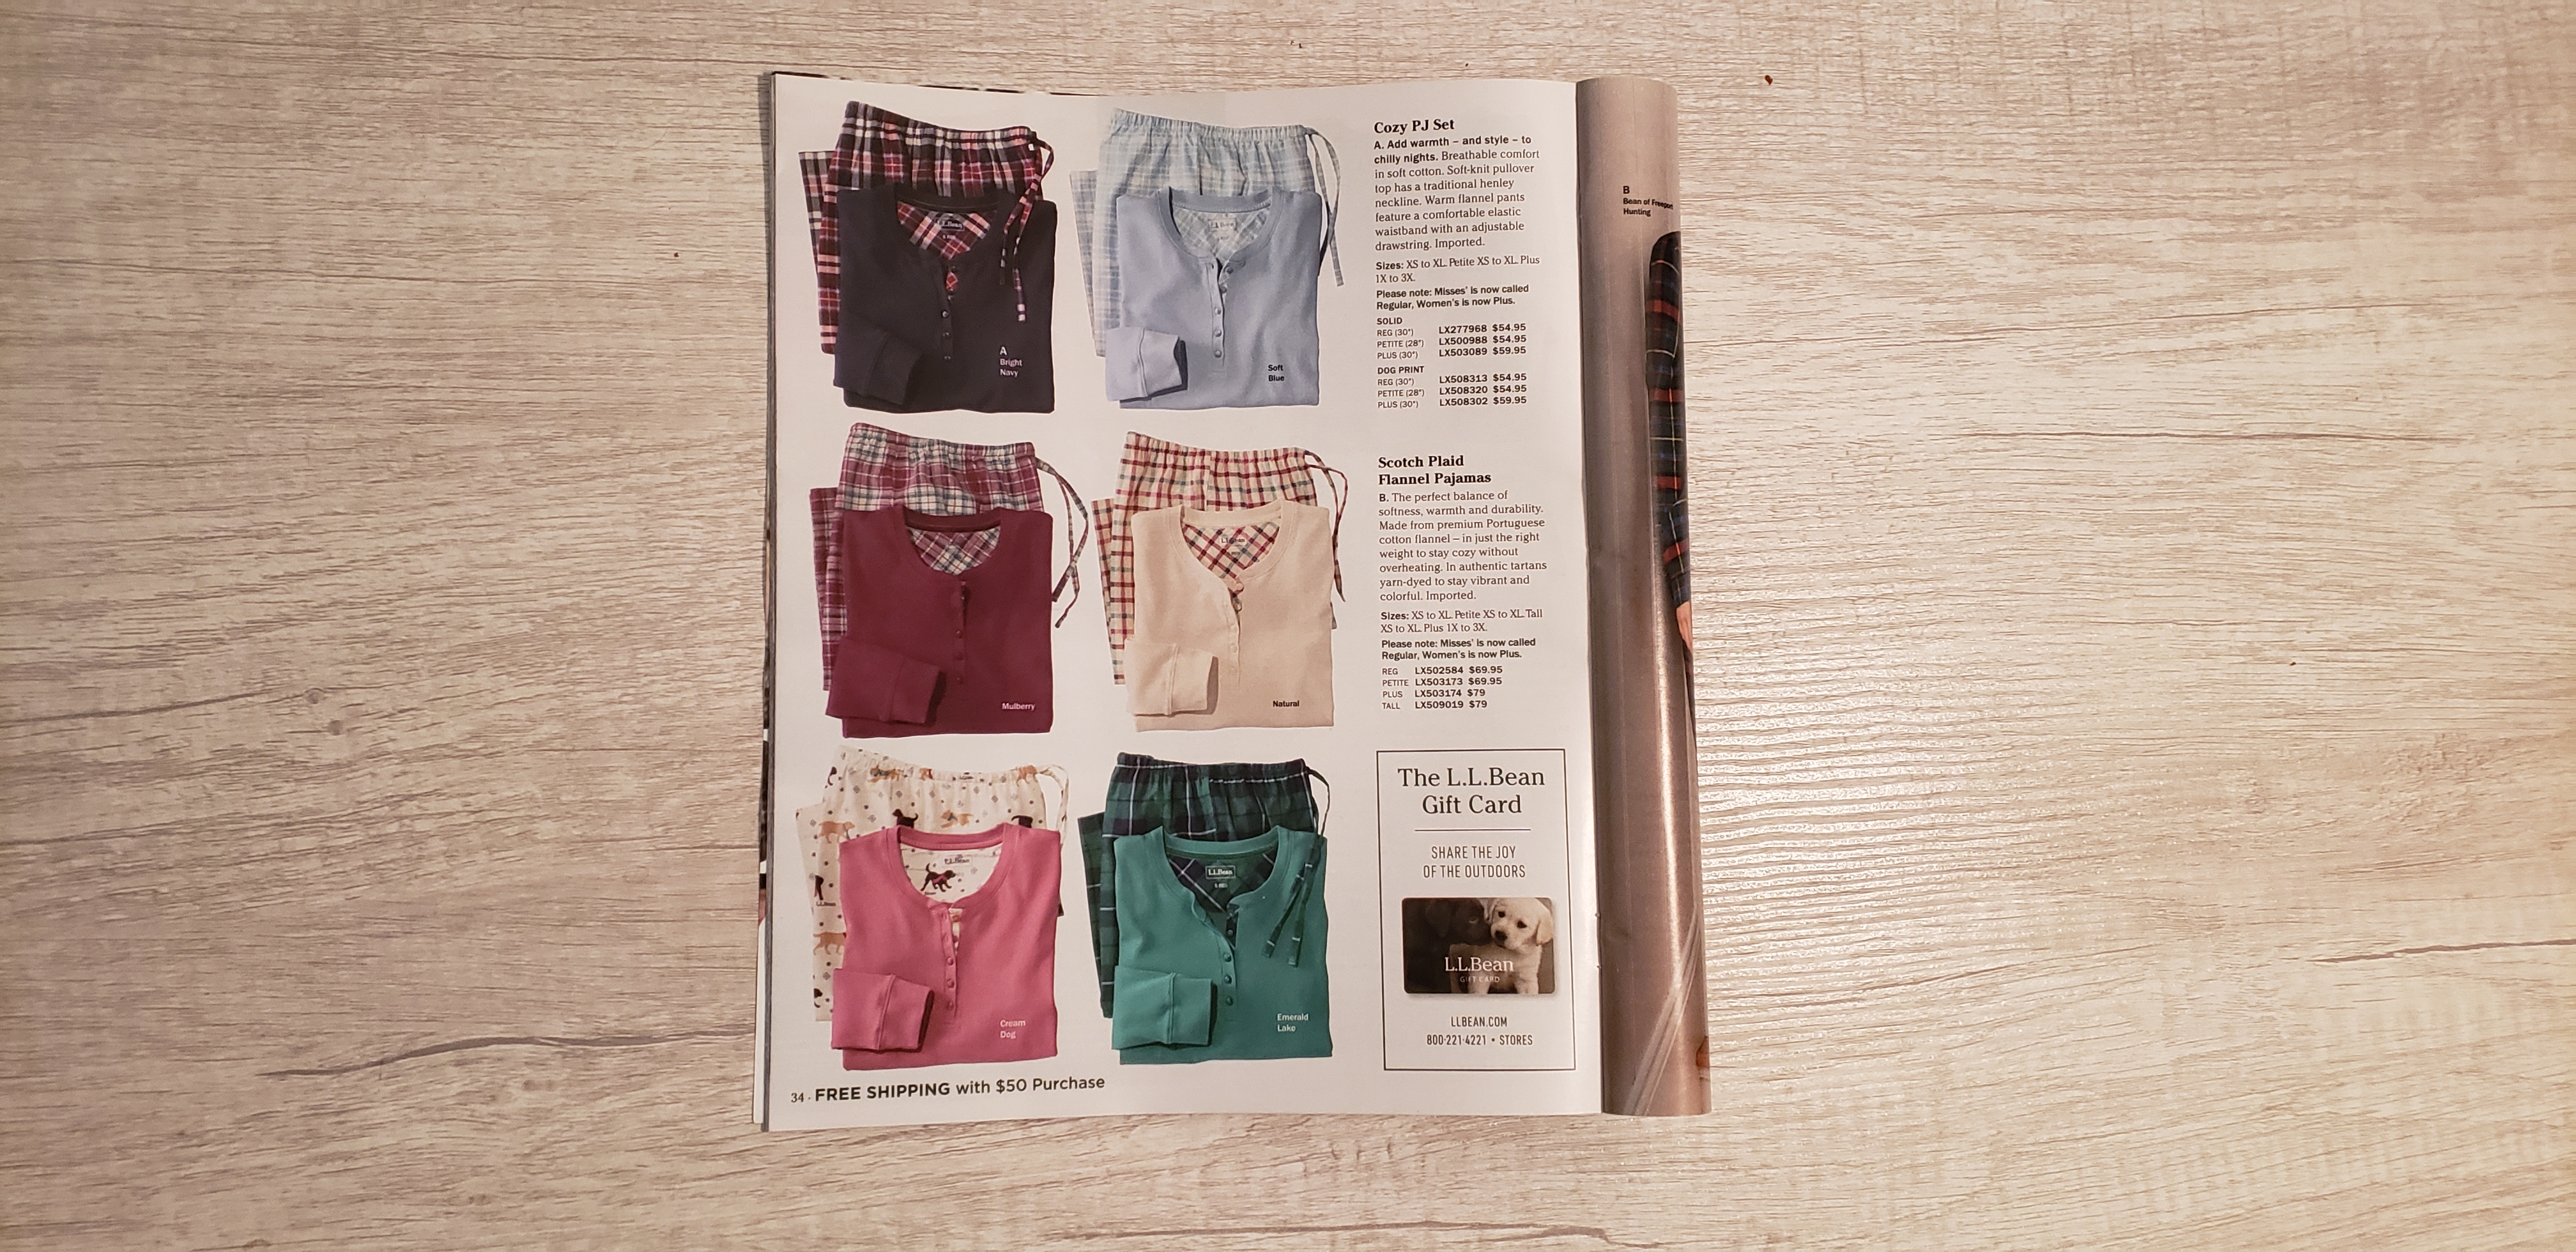 A
Bright
Navy
Soft
Blue
Mulberry
Natural
Cream
Dog
L.L.Bean
Emerald
Lake
Cozy PJ Set
A. Add warmth – and style – to
chilly nights. Breathable comfort
in soft cotton. Soft-knit pullover
top has a traditional henley
neckline. Warm flannel pants
feature a comfortable elastic
waistband with an adjustable
drawstring. Imported.
Sizes: XS to XL. Petite XS to XL. Plus
1X to 3X.
Please note: Misses' is now called
Regular, Women's is now Plus.
SOLID
REG (30") LX277968 $54.95
PETITE (28") LX500988 $54.95
PLUS (30") LX503089 $59.95
DOG PRINT
REG (30") LX508313 $54.95
PETITE (28") LX508320 $54.95
PLUS (30") LX508302 $59.95
Scotch Plaid
Flannel Pajamas
B. The perfect balance of
softness, warmth and durability.
Made from premium Portuguese
cotton flannel – in just the right
weight to stay cozy without
overheating. In authentic tartans
yarn-dyed to stay vibrant and
colorful. Imported.
Sizes: XS to XL. Petite XS to XL. Tall
XS to XL. Plus 1X to 3X.
Please note: Misses' is now called
Regular, Women's is now Plus.
REG LX502584 $69.95
PETITE LX503173 $69.95
PLUS LX503174 $79
TALL LX509019 $79
The L.L.Bean
Gift Card
SHARE THE JOY
OF THE OUTDOORS
L.L.Bean
GIFT CARD
LLBEAN.COM
800-221-4221 • STORES
34 · FREE SHIPPING with $50 Purchase
B
Bean of Freeport
Hunting